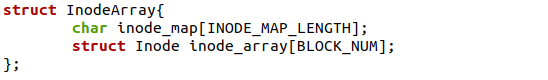 struct InodeArray{
        char inode_map[INODE_MAP_LENGTH];
        struct Inode inode_array[BLOCK_NUM];
};